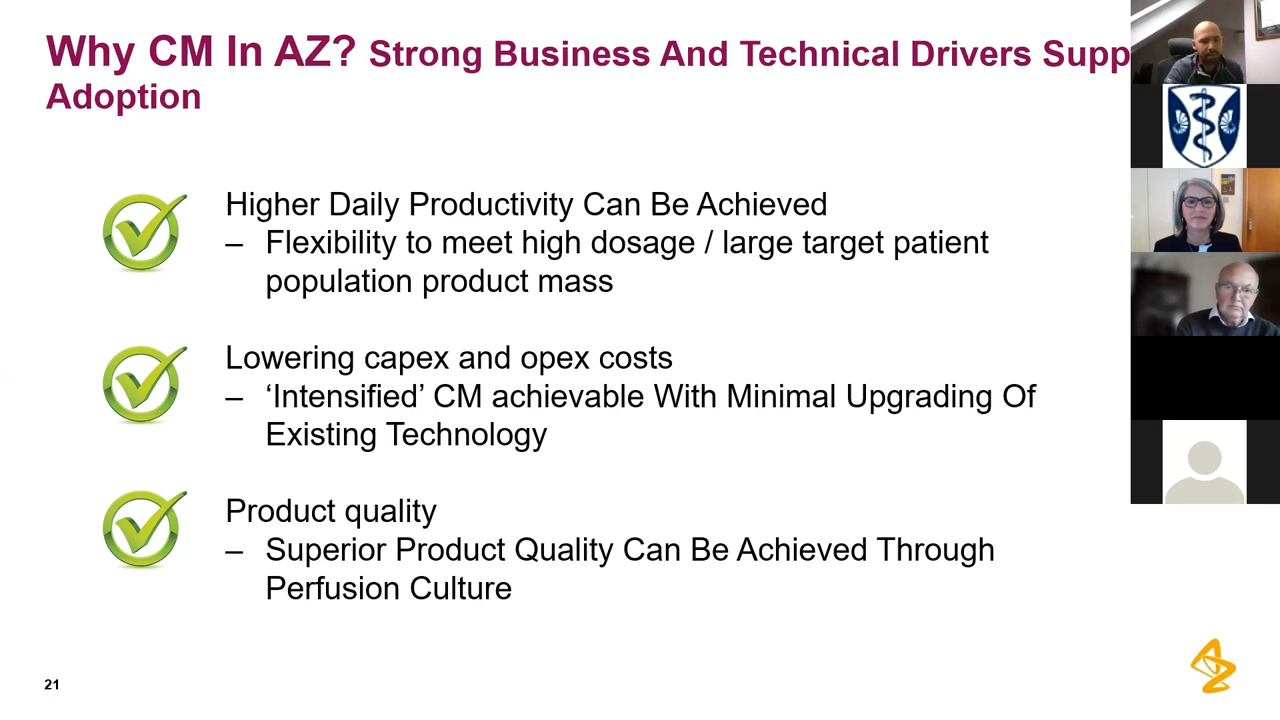 Why CM In AZ? Strong Business And Technical Drivers Supp
Adoption
Higher Daily Productivity Can Be Achieved
– Flexibility to meet high dosage / large target patient
population product mass
Lowering capex and opex costs
– ‘Intensified’ CM achievable With Minimal Upgrading Of
Existing Technology
Product quality
– Superior Product Quality Can Be Achieved Through
Perfusion Culture
21